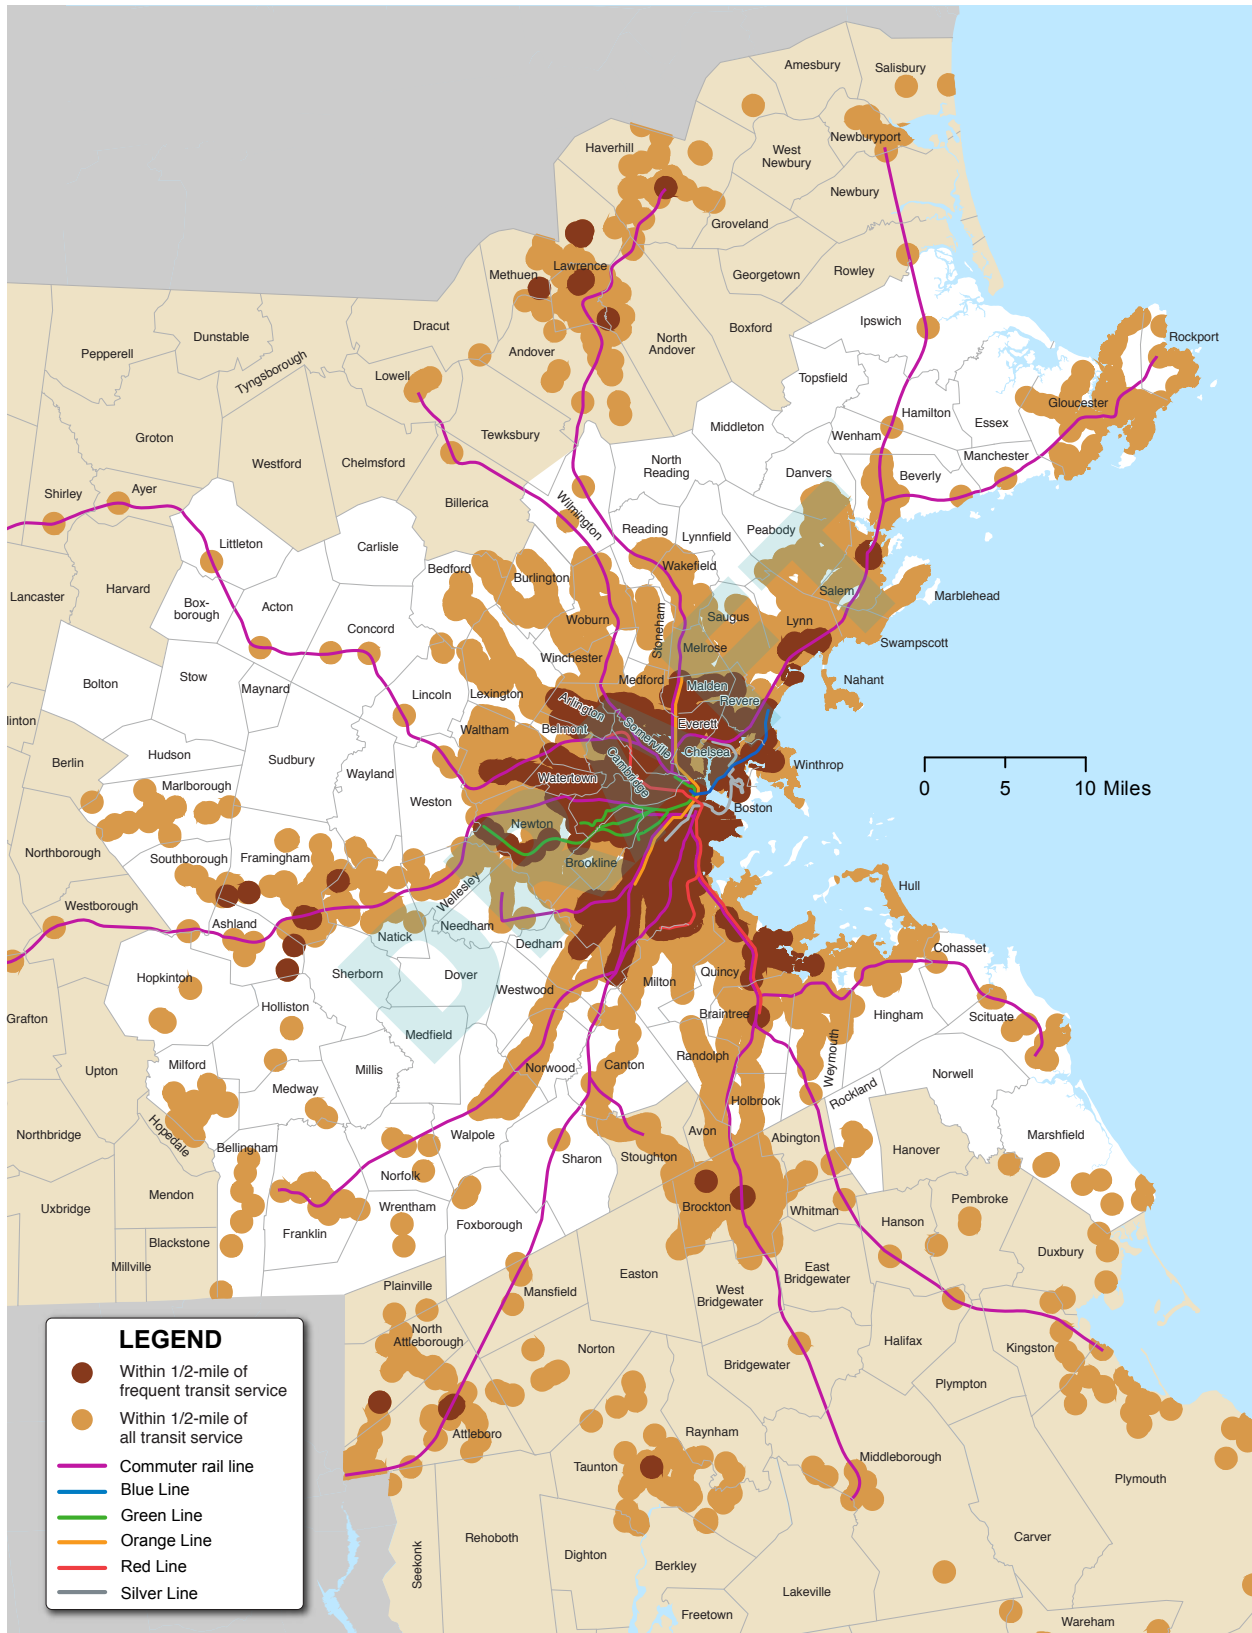 Amesbury
Salisbury
Haverhill
Newburyport
West
Newbury
Newbury
Groveland
Lawrence
Methuen
Georgetown
Rowley
Dunstable
Dracut
Ipswich
Boxford
North
Andover
Rockport
Pepperell
Andover
Tyngsborough
Lowell
Topsfield
Gloucester
Hamilton
Essex
Middleton
Groton
Tewksbury
Wenham
Westford
Chelmsford
North
Reading
Danvers
Manchester
Beverly
Shirley
Ayer
Billerica
Wilmington
Reading
Lynnfield
Peabody
Littleton
Carlisle
Bedford
Burlington
Wakefield
Harvard
Lancaster
Box-
borough
Acton
Salem
Marblehead
Woburn
Stoneham
Saugus
Lynn
Concord
Swampscott
Winchester
Melrose
Bolton
Stow
Maynard
Lincoln
Lexington
Medford
Malden
Nahant
Revere
linton
Arlington
Belmont
Somerville
Everett
Waltham
Hudson
Berlin
Sudbury
Chelsea
Winthrop
Wayland
Watertown
Cambridge
0
5
10 Miles
Marlborough
Weston
Boston
Newton
Northborough
Southborough
Framingham
Brookline
Wellesley
Hull
Westborough
Ashland
Natick
Needham
Dedham
Cohasset
Hopkinton
Sherborn
Dover
Westwood
Milton
Quincy
Holliston
Hingham
Scituate
Grafton
Medfield
Braintree
Milford
Upton
Millis
Norwood
Canton
Randolph
Weymouth
Norwell
Medway
Holbrook
Rockland
Hopedale
Northbridge
Bellingham
Walpole
Avon
Abington
Marshfield
Sharon
Stoughton
Hanover
Norfolk
Mendon
Uxbridge
Wrentham
Foxborough
Brockton
Whitman
Pembroke
Hanson
Franklin
Blackstone
Millville
Duxbury
Easton
East
Bridgewater
Plainville
Mansfield
West
Bridgewater
North
Attleborough
Norton
Halifax
Kingston
Bridgewater
Plympton
Attleboro
Raynham
Middleborough
Taunton
Plymouth
Rehoboth
Carver
Dighton
Seekonk
Berkley
Lakeville
Freetown
Wareham
LEGEND
Within 1/2-mile of
frequent transit service
Within 1/2-mile of
all transit service
Commuter rail line
Blue Line
Green Line
Orange Line
Red Line
Silver Line